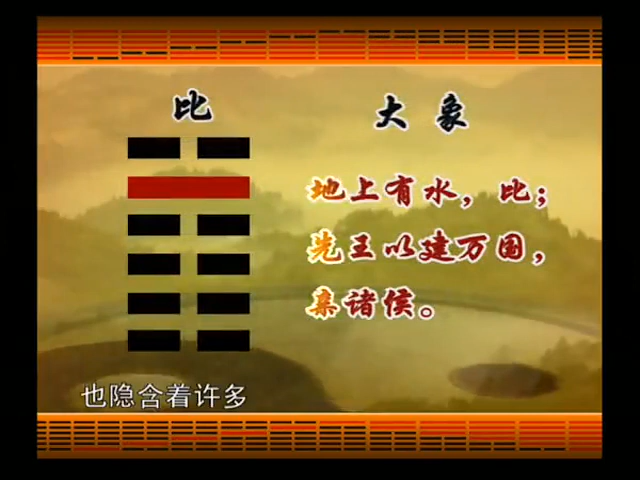 比
大象
地上有水，比；
先王以建万国，
亲诸侯。
也隐含着许多